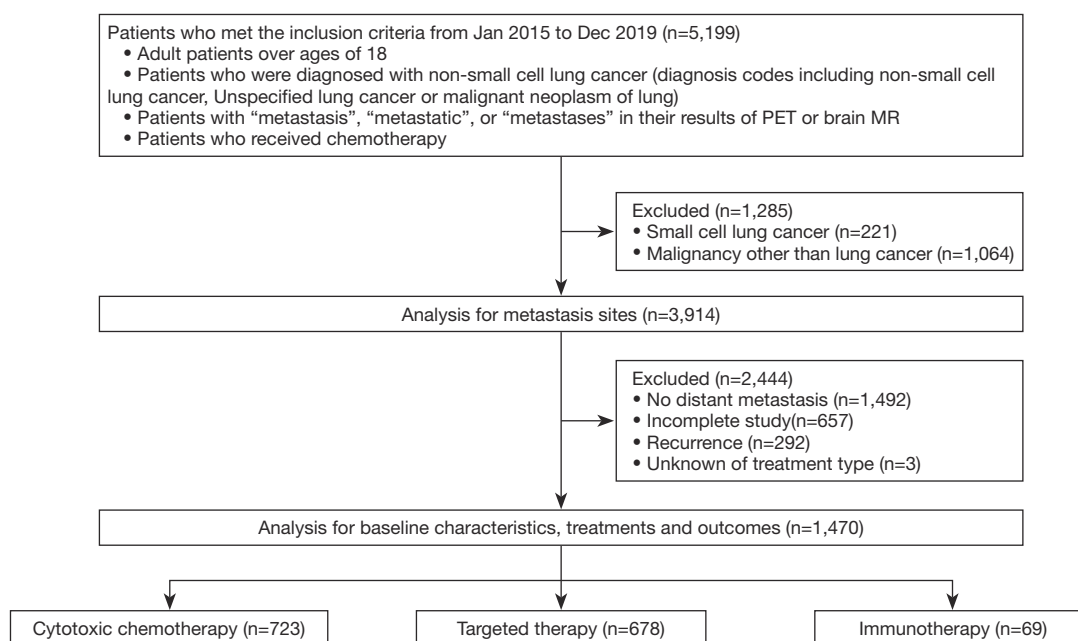 Patients who met the inclusion criteria from Jan 2015 to Dec 2019 (n=5,199)
• Adult patients over ages of 18
• Patients who were diagnosed with non-small cell lung cancer (diagnosis codes including non-small cell
lung cancer, Unspecified lung cancer or malignant neoplasm of lung)
• Patients with “metastasis”, “metastatic”, or “metastases” in their results of PET or brain MR
• Patients who received chemotherapy
Excluded (n=1,285)
• Small cell lung cancer (n=221)
• Malignancy other than lung cancer (n=1,064)
Analysis for metastasis sites (n=3,914)
Excluded (n=2,444)
• No distant metastasis (n=1,492)
• Incomplete study(n=657)
• Recurrence (n=292)
• Unknown of treatment type (n=3)
Analysis for baseline characteristics, treatments and outcomes (n=1,470)
Cytotoxic chemotherapy (n=723)
Targeted therapy (n=678)
Immunotherapy (n=69)